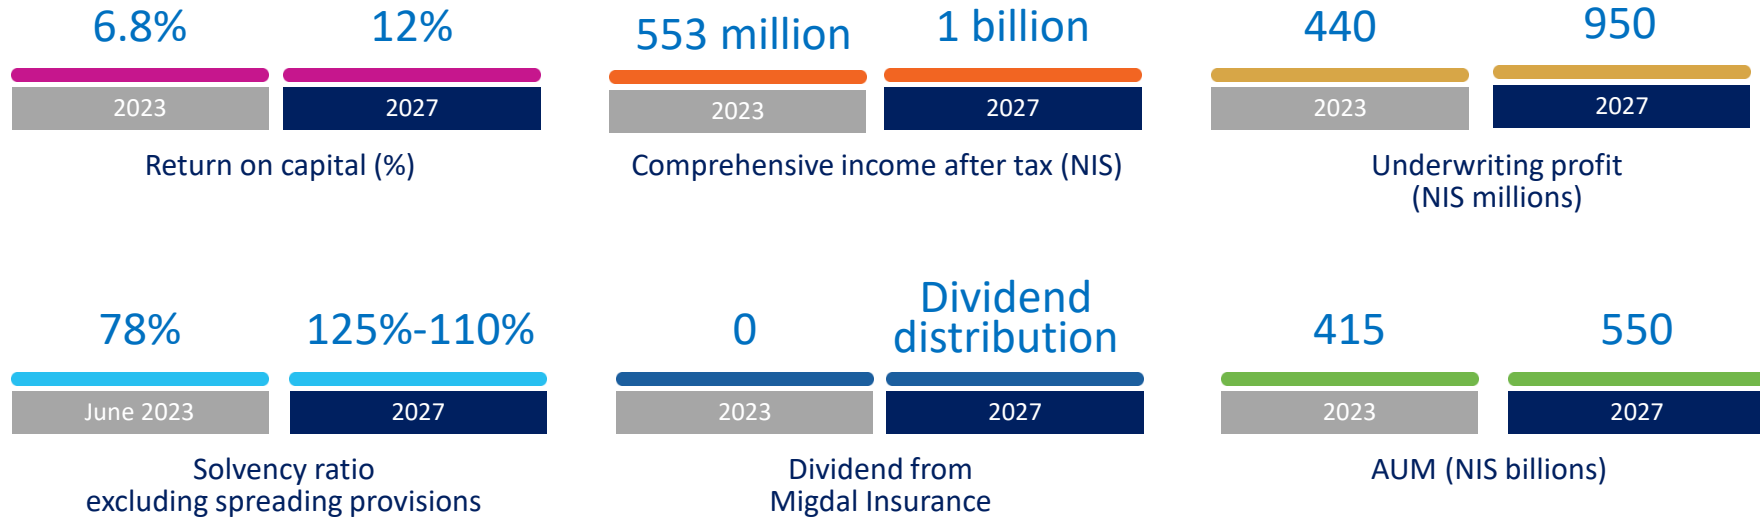 6.8%
12%
2023
2027
Return on capital (%)
553 million
1 billion
2023
2027
Comprehensive income after tax (NIS)
440
950
2023
2027
Underwriting profit
(NIS millions)
78%
125%-110%
June 2023
2027
Solvency ratio
excluding spreading provisions
0
Dividend
distribution
2023
2027
Dividend from
Migdal Insurance
415
550
2023
2027
AUM (NIS billions)